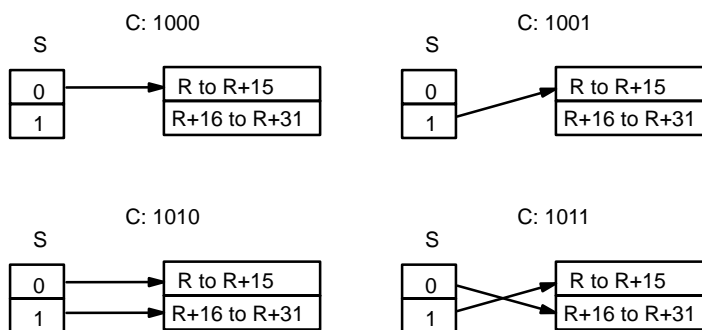 C: 1000
S
0
1
R to R+15
R+16 to R+31
C: 1001
S
0
1
R to R+15
R+16 to R+31
C: 1010
S
0
1
R to R+15
R+16 to R+31
C: 1011
S
0
1
R to R+15
R+16 to R+31